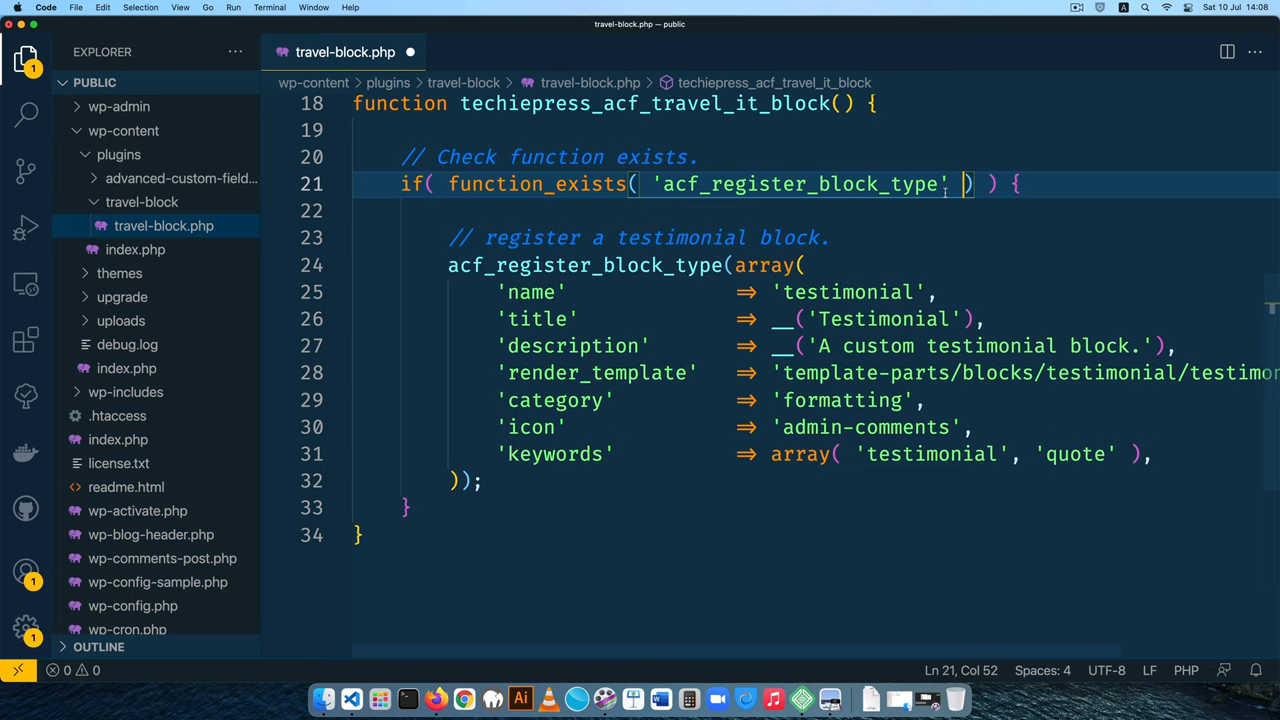 Code File Edit Selection View Go Run Terminal Window Help A Sat 10 Jul 14:08
travel-block.php — public
EXPLORER
travel-block.php
PUBLIC
wp-content > plugins > travel-block > travel-block.php > techiepress_acf_travel_it_block
wp-admin
wp-content
plugins
advanced-custom-field...
travel-block
travel-block.php
index.php
themes
upgrade
uploads
debug.log
index.php
wp-includes
.htaccess
index.php
license.txt
readme.html
wp-activate.php
wp-blog-header.php
wp-comments-post.php
wp-config-sample.php
wp-config.php
wp-cron.php
OUTLINE
1
1
1
18 function techiepress_acf_travel_it_block() {
19
20 // Check function exists.
21 if( function_exists( 'acf_register_block_type' ) ) {
22
23 // register a testimonial block.
24 acf_register_block_type(array(
25 'name' => 'testimonial',
26 'title' => __('Testimonial'),
27 'description' => __('A custom testimonial block.'),
28 'render_template' => 'template-parts/blocks/testimonial/testimon
29 'category' => 'formatting',
30 'icon' => 'admin-comments',
31 'keywords' => array( 'testimonial', 'quote' ),
32 ));
33 }
34 }
0 0 Ln 21, Col 52 Spaces: 4 UTF-8 LF PHP
Ai W